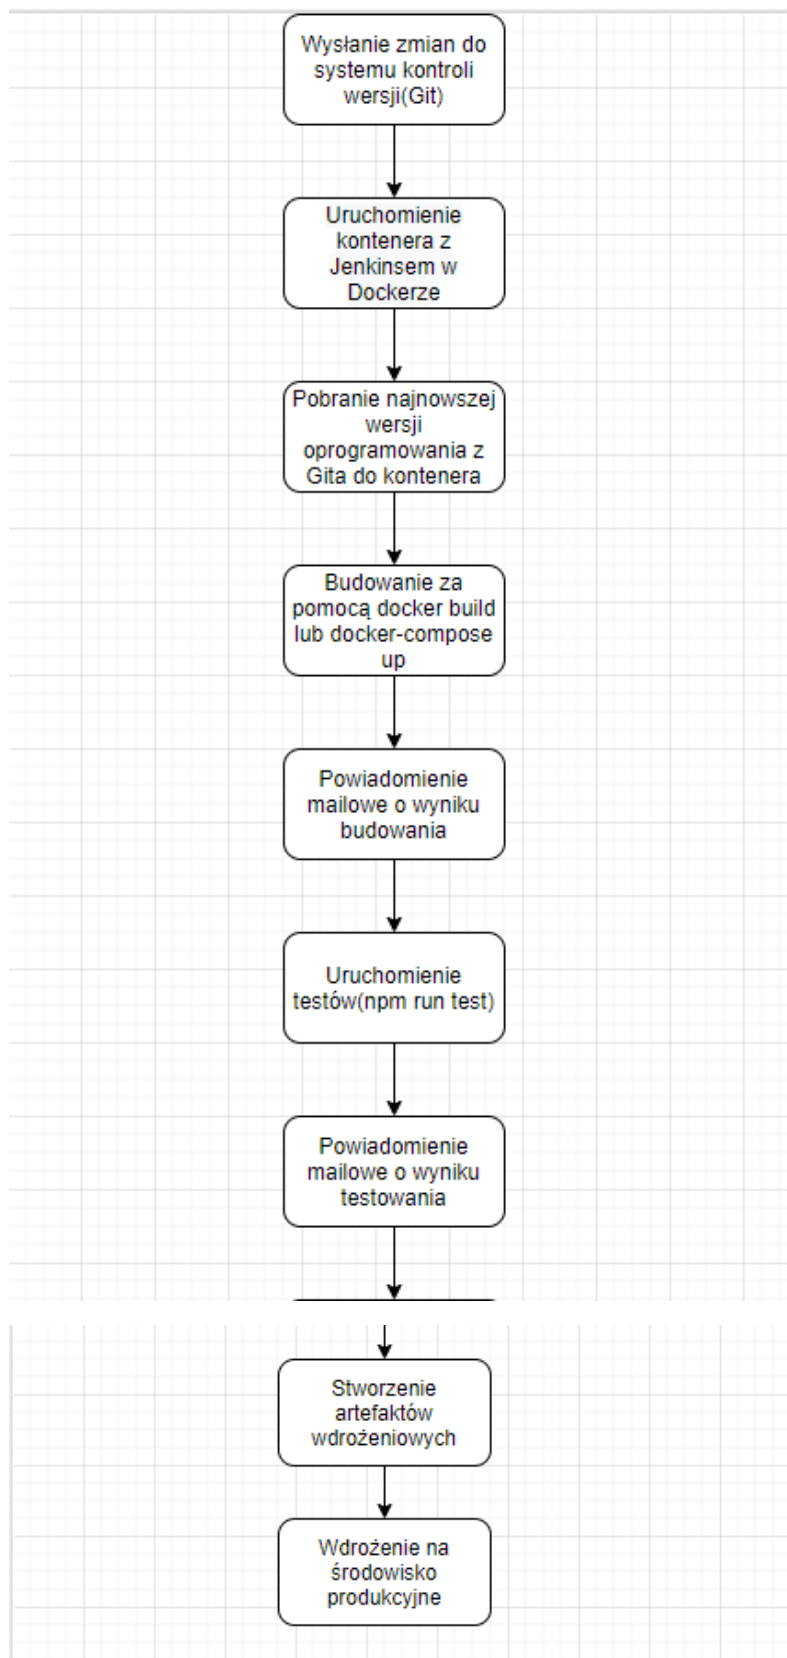 Wysłanie zmian do
systemu kontroli
wersji(Git)
Uruchomienie
kontenera z
Jenkinsem w
Dockerze
Pobranie najnowszej
wersji
oprogramowania z
Gita do kontenera
Budowanie za
pomocą docker build
lub docker-compose
up
Powiadomienie
mailowe o wyniku
budowania
Uruchomienie
testów(npm run test)
Powiadomienie
mailowe o wyniku
testowania
Stworzenie
artefaktów
wdrożeniowych
Wdrożenie na
środowisko
produkcyjne